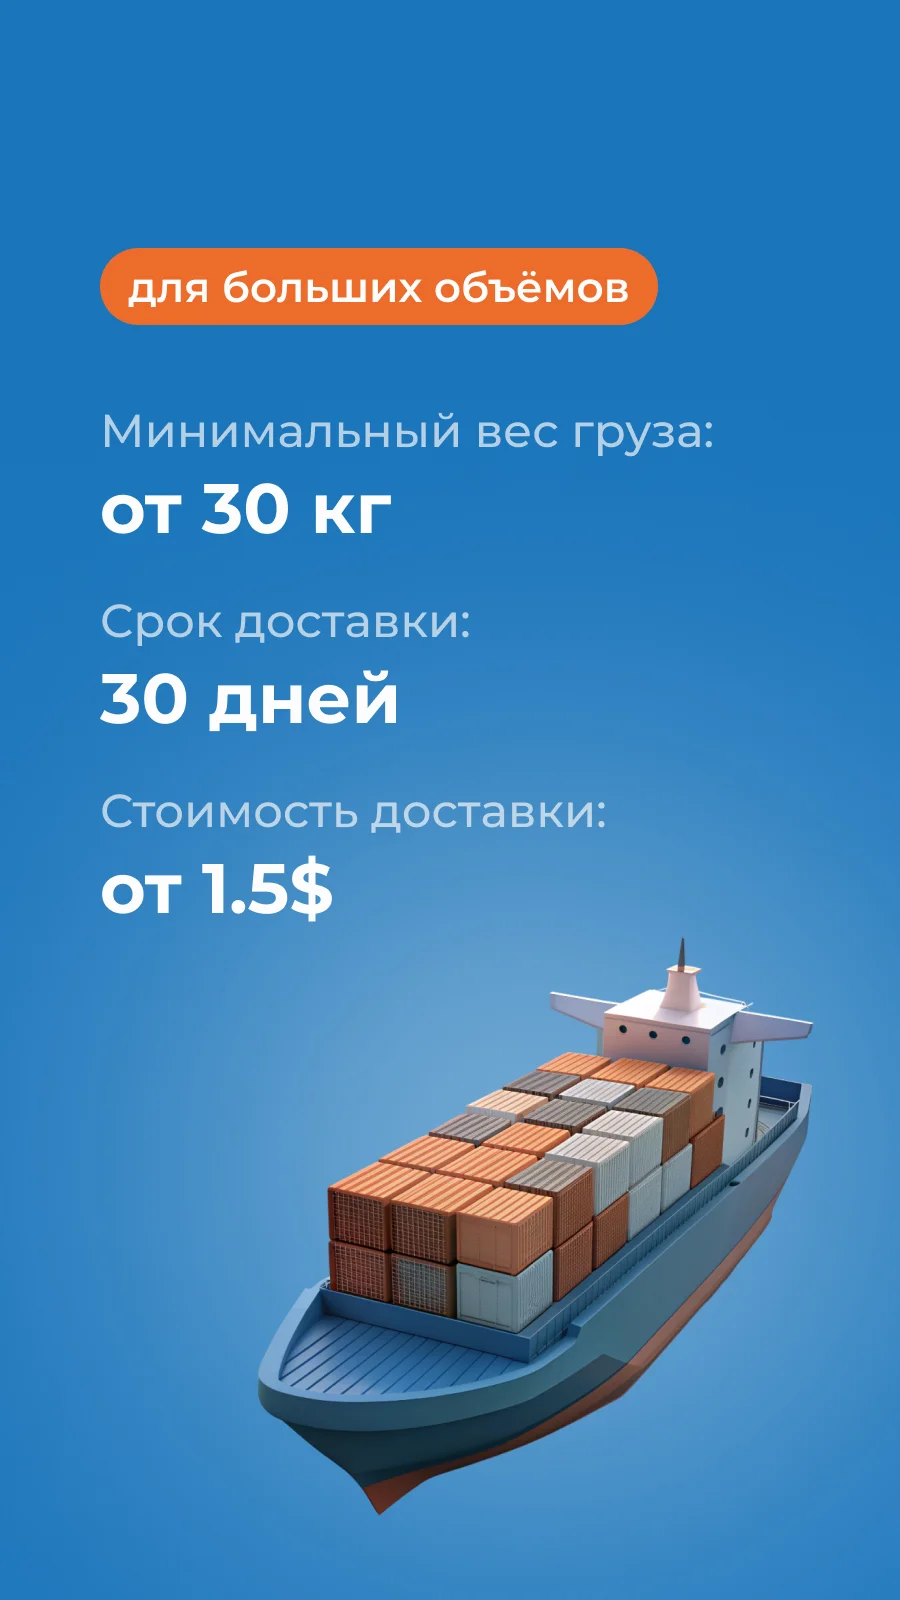 для больших объёмов
Минимальный вес груза:
от 30 кг
Срок доставки:
30 дней
Стоимость доставки:
от 1.5$